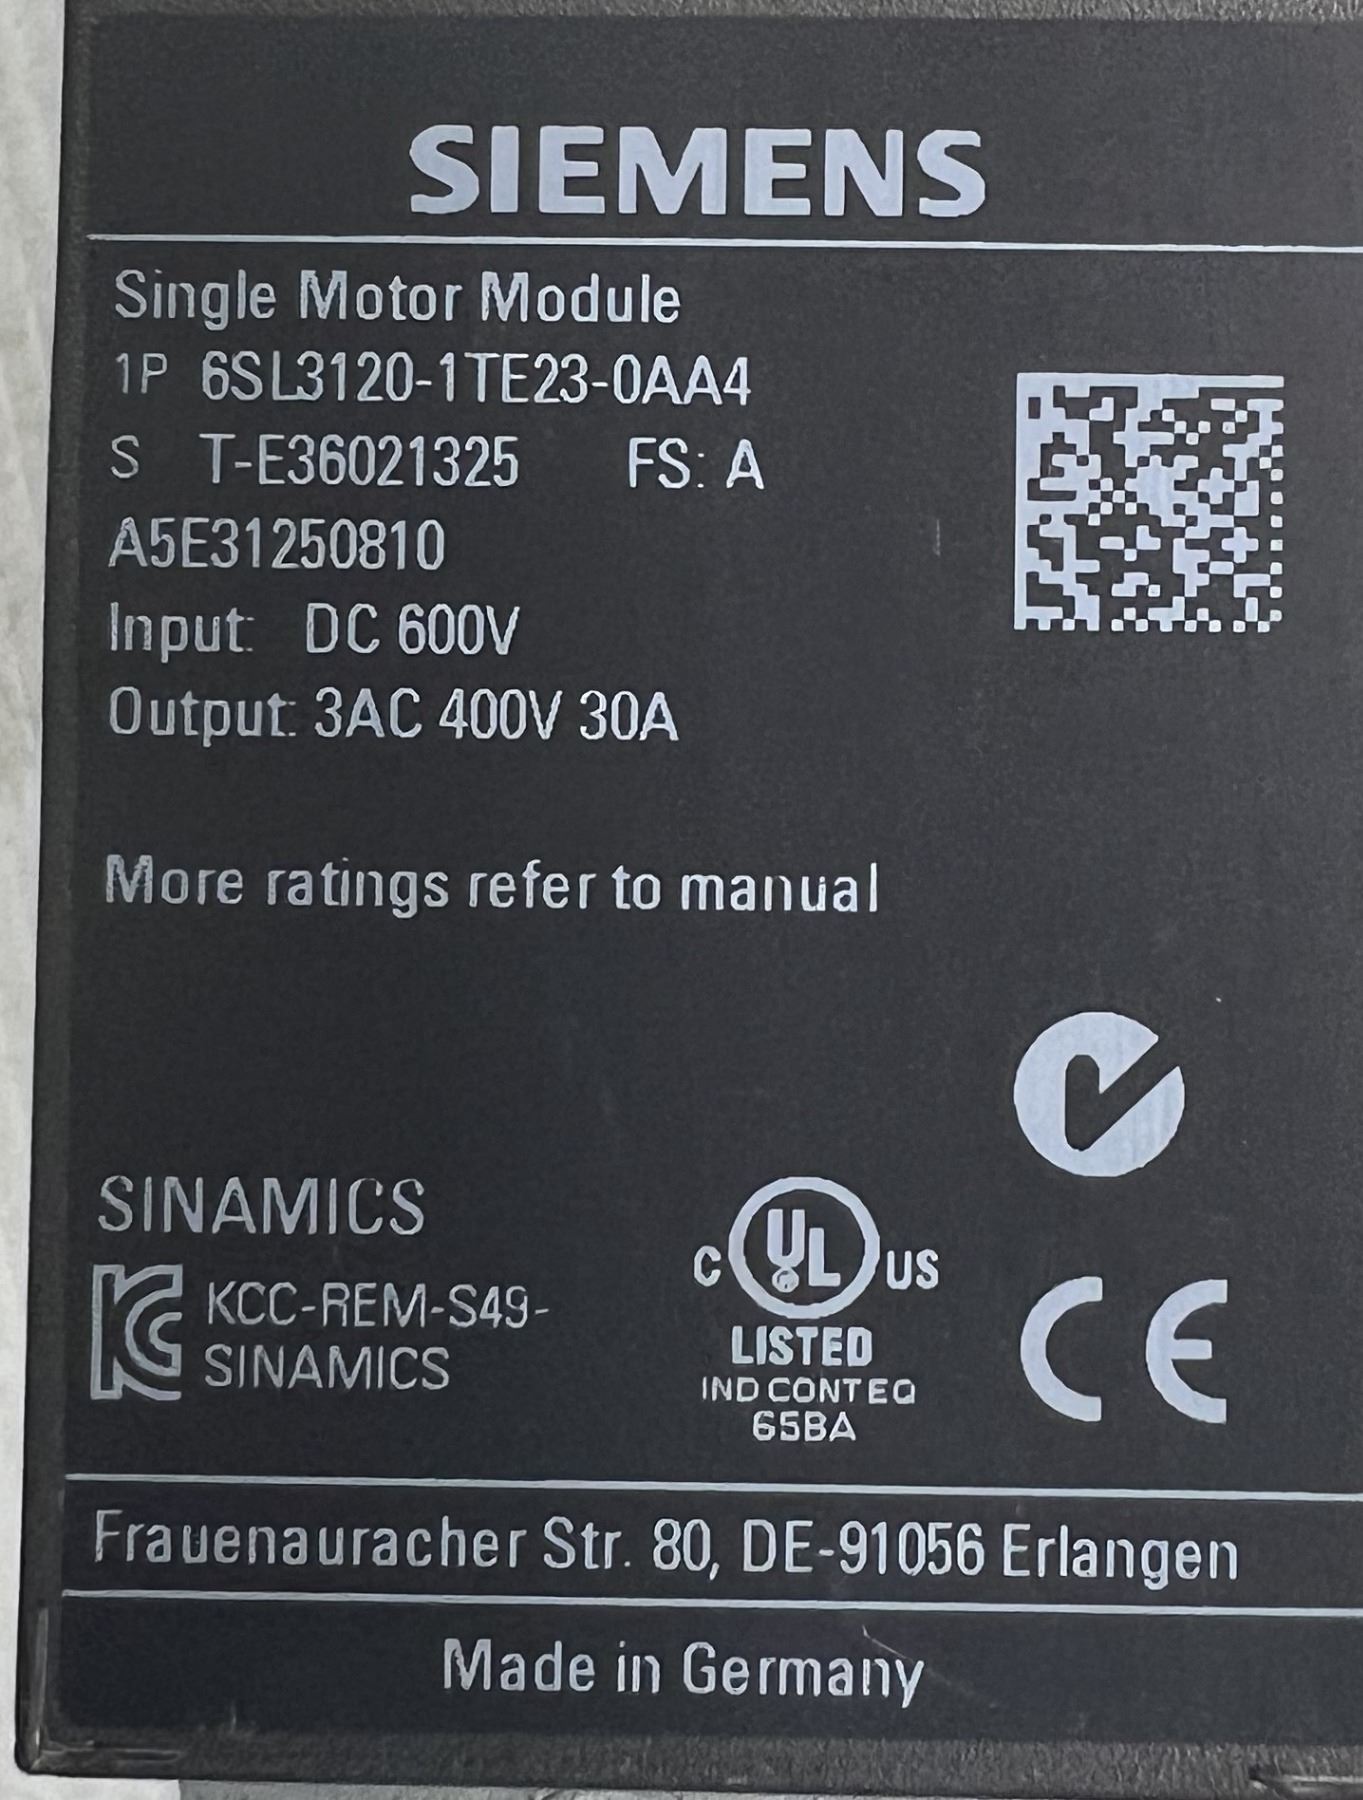 SIEMENS
Single Motor Module
1P 6SL3120-1TE23-0AA4
S T-E36021325 FS: A
A5E31250810
Input: DC 600V
Output: 3AC 400V 30A
More ratings refer to manual
SINAMICS
KCC-REM-S49-
SINAMICS
C UL US
LISTED
IND CONT EQ
65BA
CE
Frauenauracher Str. 80, DE-91056 Erlangen
Made in Germany